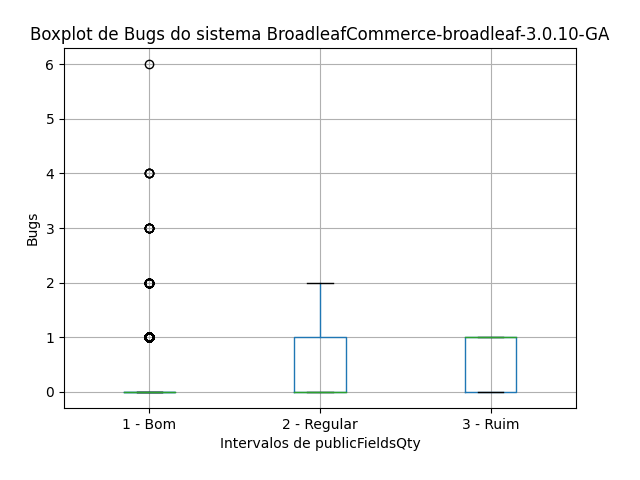 Boxplot de Bugs do sistema BroadleafCommerce-broadleaf-3.0.10-GA
6
5
4
3
2
1
0
Bugs
1 - Bom
2 - Regular
3 - Ruim
Intervalos de publicFieldsQty